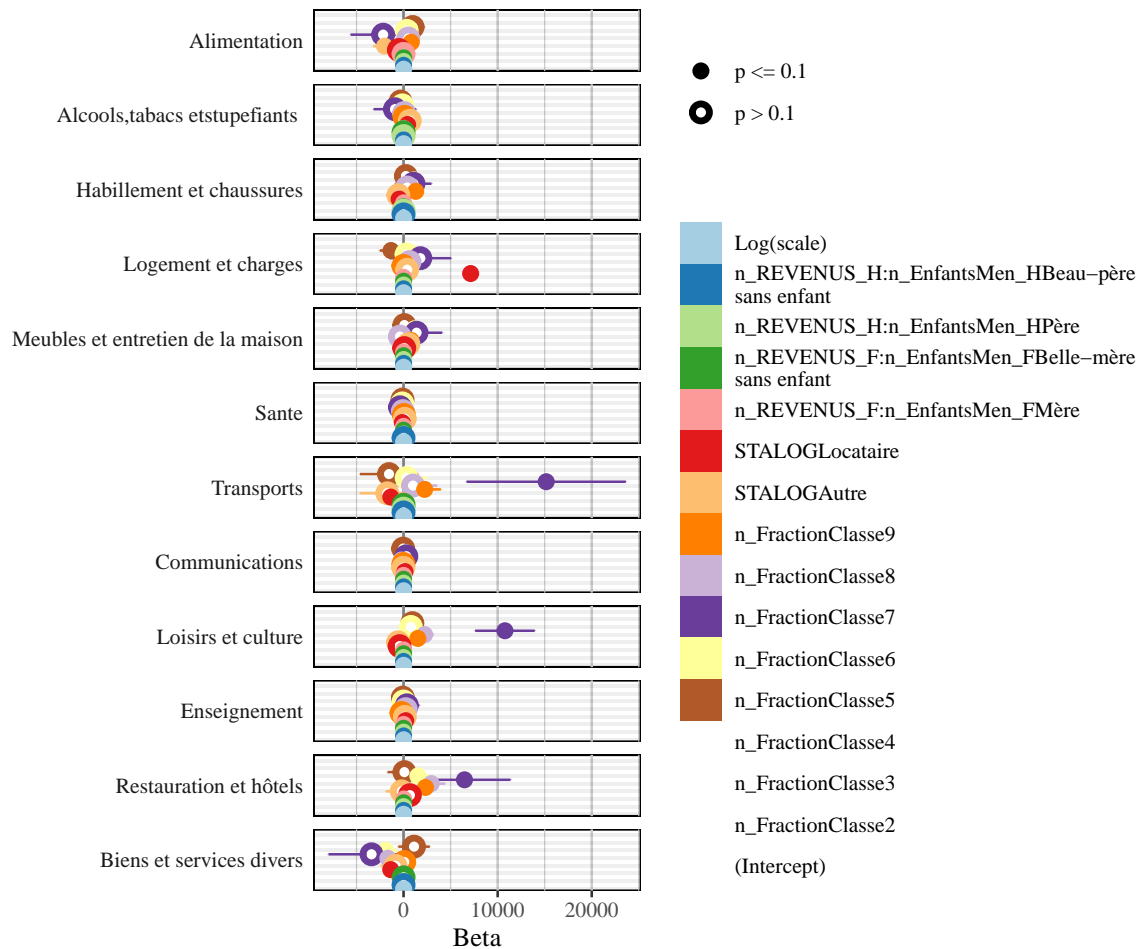 Alimentation
Alcools,tabacs etstupefiants
Habillement et chaussures
Logement et charges
Meubles et entretien de la maison
Sante
Transports
Communications
Loisirs et culture
Enseignement
Restauration et hôtels
Biens et services divers
0
10000
20000
Beta
p <= 0.1
p > 0.1
Log(scale)
n_REVENUS_H:n_EnfantsMen_HBeau−père
sans enfant
n_REVENUS_H:n_EnfantsMen_HPère
n_REVENUS_F:n_EnfantsMen_FBelle−mère
sans enfant
n_REVENUS_F:n_EnfantsMen_FMère
STALOGLocataire
STALOGAutre
n_FractionClasse9
n_FractionClasse8
n_FractionClasse7
n_FractionClasse6
n_FractionClasse5
n_FractionClasse4
n_FractionClasse3
n_FractionClasse2
(Intercept)